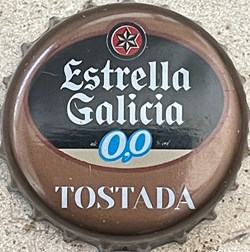 Estrella
Galicia
0,0
TOSTADA